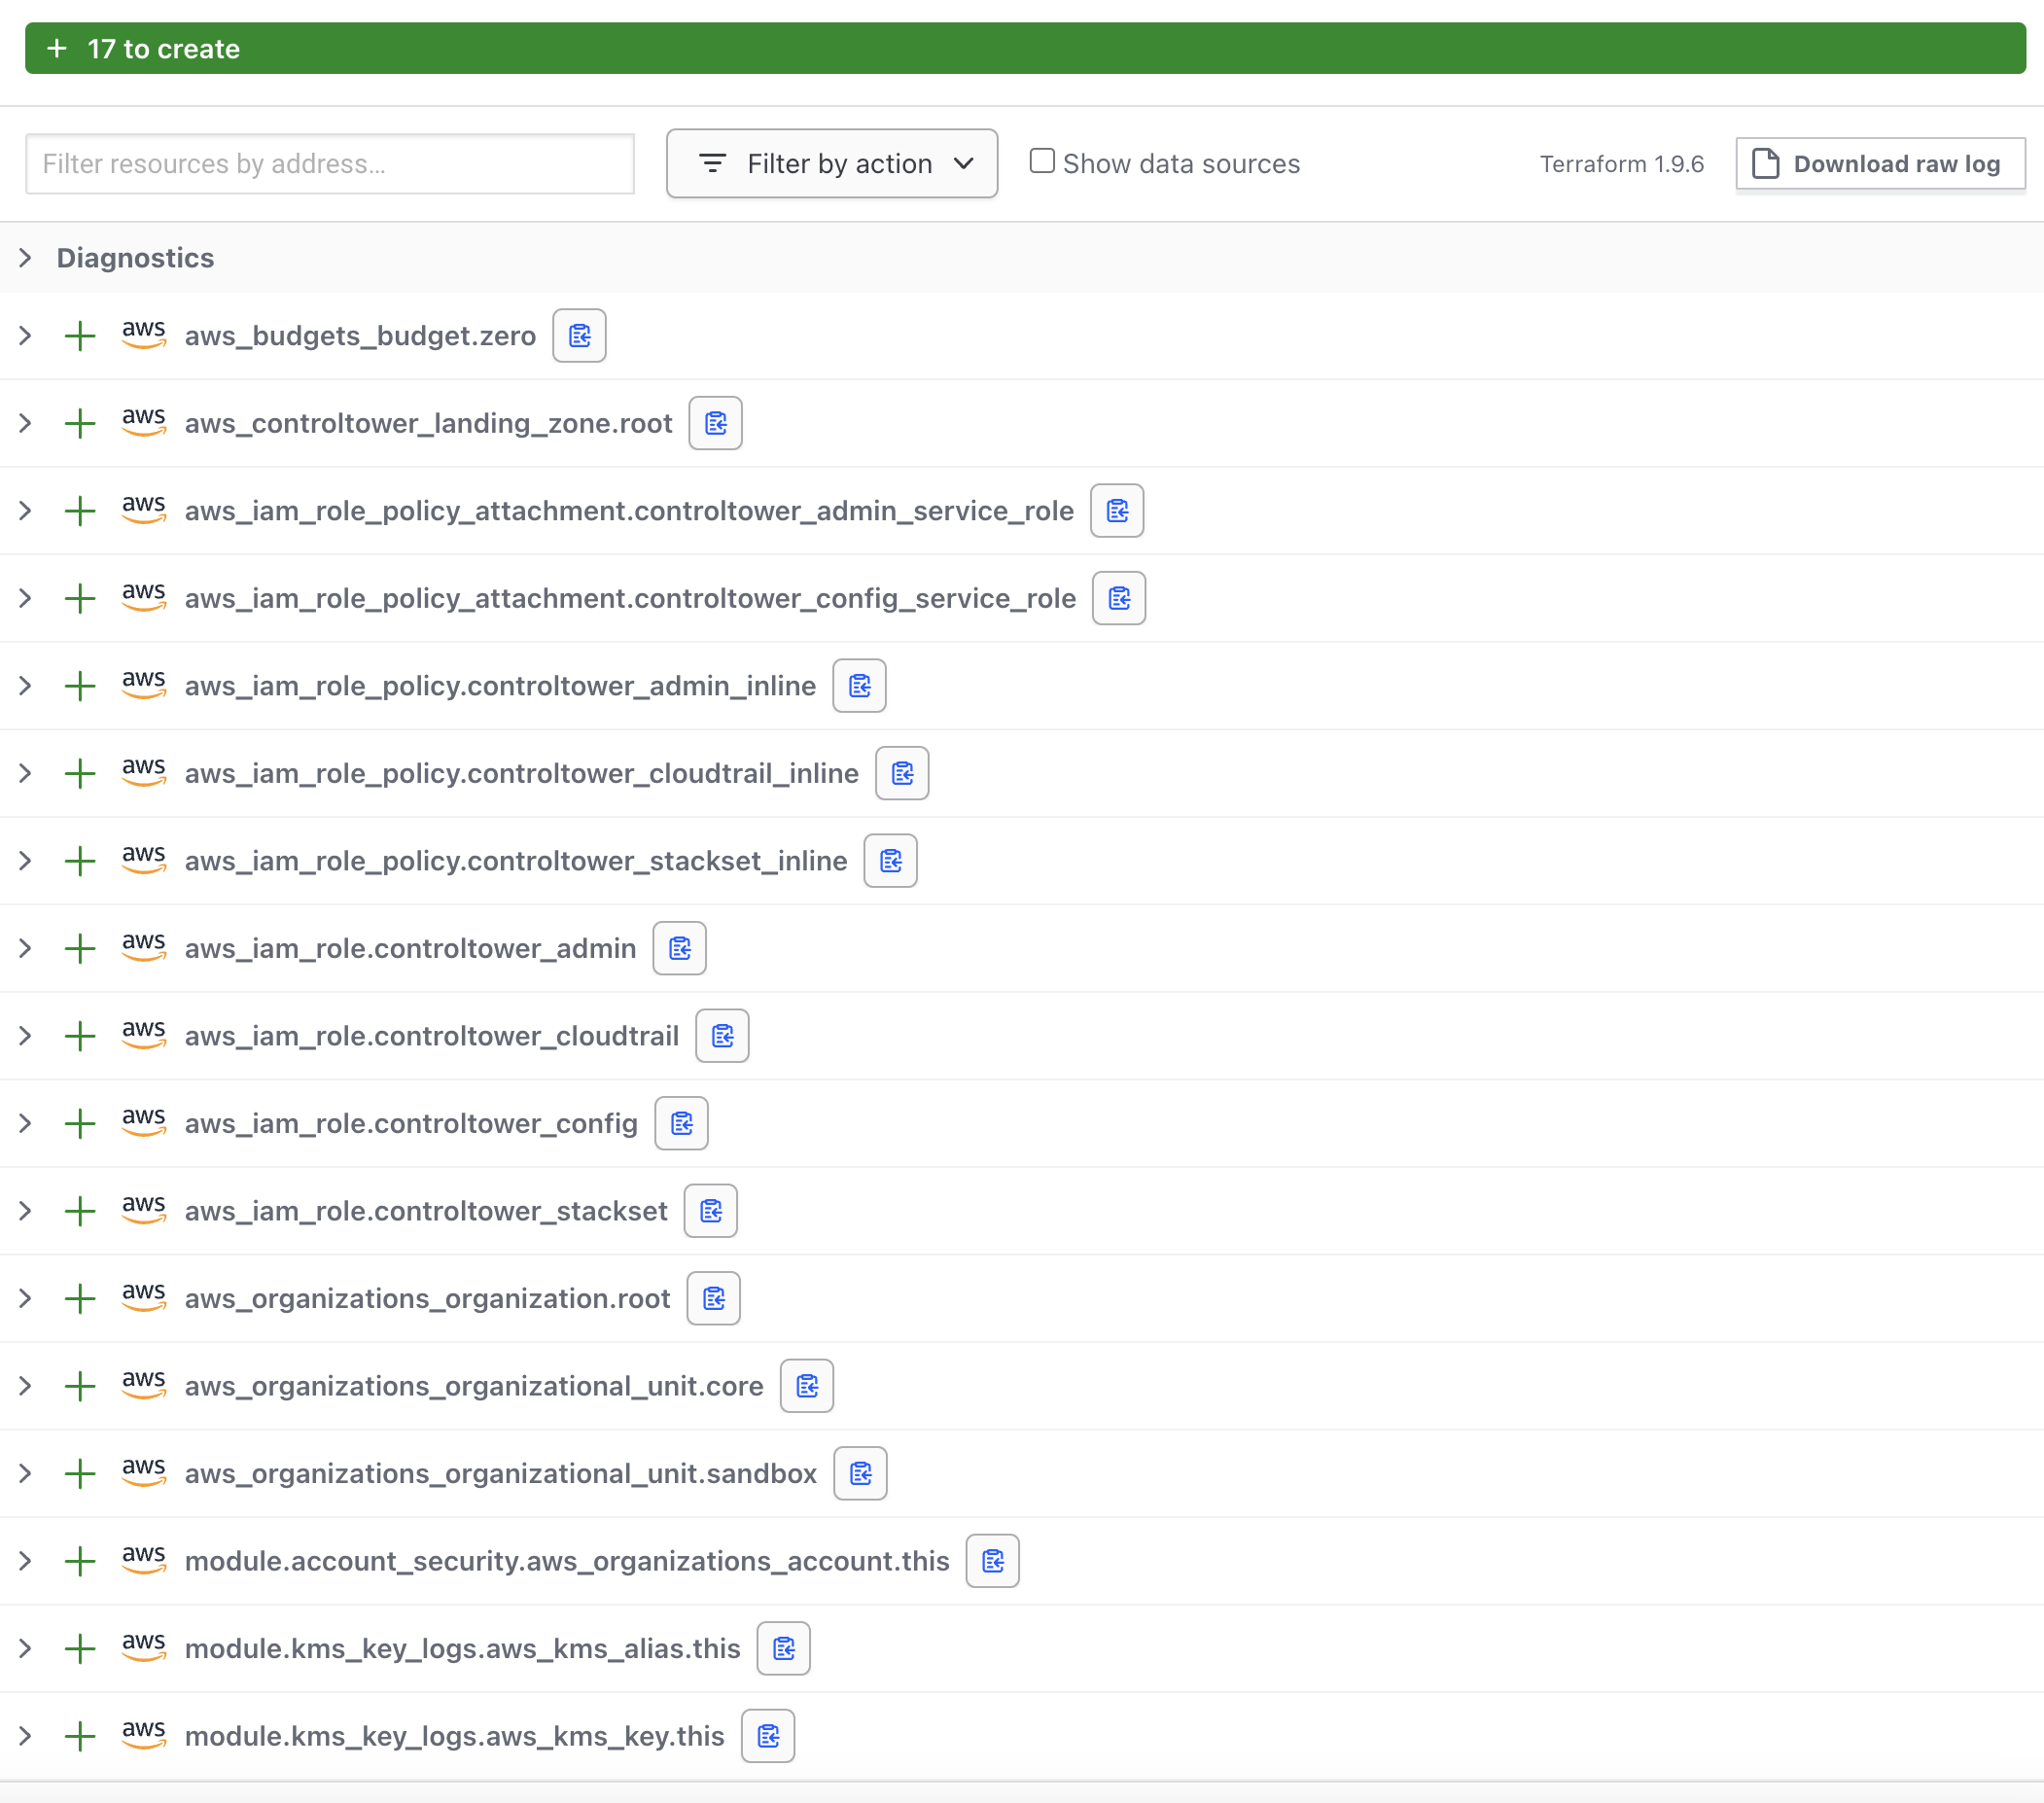 + 17 to create
Filter resources by address...
Filter by action
Show data sources
Terraform 1.9.6
Download raw log
Diagnostics
aws aws_budgets_budget.zero
aws aws_controltower_landing_zone.root
aws aws_iam_role_policy_attachment.controltower_admin_service_role
aws aws_iam_role_policy_attachment.controltower_config_service_role
aws aws_iam_role_policy.controltower_admin_inline
aws aws_iam_role_policy.controltower_cloudtrail_inline
aws aws_iam_role_policy.controltower_stackset_inline
aws aws_iam_role.controltower_admin
aws aws_iam_role.controltower_cloudtrail
aws aws_iam_role.controltower_config
aws aws_iam_role.controltower_stackset
aws aws_organizations_organization.root
aws aws_organizations_organizational_unit.core
aws aws_organizations_organizational_unit.sandbox
aws module.account_security.aws_organizations_account.this
aws module.kms_key_logs.aws_kms_alias.this
aws module.kms_key_logs.aws_kms_key.this